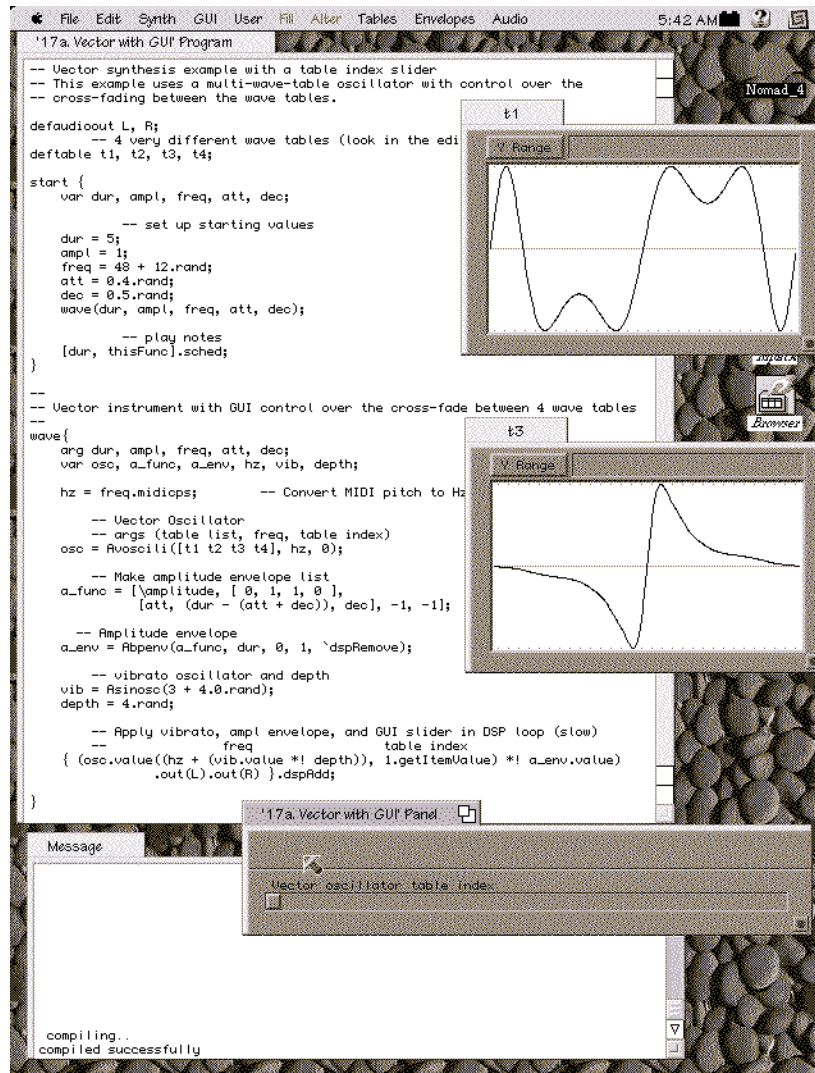 File Edit Synth GUI User Fill Alter Tables Envelopes Audio 5:42 AM
'17a. Vector with GUI' Program
-- Vector synthesis example with a table index slider
-- This example uses a multi-wave-table oscillator with control over the
-- cross-fading between the wave tables.
Nomad_4
defaudioout L, R;
-- 4 very different wave tables (look in the edi
deftable t1, t2, t3, t4;
t1
Y Range
start {
var dur, ampl, freq, att, dec;
-- set up starting values
dur = 5;
ampl = 1;
freq = 48 + 12.rand;
att = 0.4.rand;
dec = 0.5.rand;
wave(dur, ampl, freq, att, dec);
-- play notes
[dur, thisFunc].sched;
}
Browser
--
-- Vector instrument with GUI control over the cross-fade between 4 wave tables
--
wave{
arg dur, ampl, freq, att, dec;
var osc, a_func, a_env, hz, vib, depth;
t3
Y Range
hz = freq.midicps; -- Convert MIDI pitch to Hz
-- Vector Oscillator
-- args (table list, freq, table index)
osc = Avoscili([t1 t2 t3 t4], hz, 0);
-- Make amplitude envelope list
a_func = [\amplitude, [ 0, 1, 1, 0 ],
[att, (dur - (att + dec)), dec], -1, -1];
-- Amplitude envelope
a_env = Abpenv(a_func, dur, 0, 1, `dspRemove);
-- vibrato oscillator and depth
vib = Asinosc(3 + 4.0.rand);
depth = 4.rand;
-- Apply vibrato, ampl envelope, and GUI slider in DSP loop (slow)
-- freq table index
{ (osc.value((hz + (vib.value *! depth)), 1.getItemValue) *! a_env.value)
.out(L).out(R) }.dspAdd;
}
'17a. Vector with GUI' Panel
Vector oscillator table index
Message
compiling..
compiled successfully